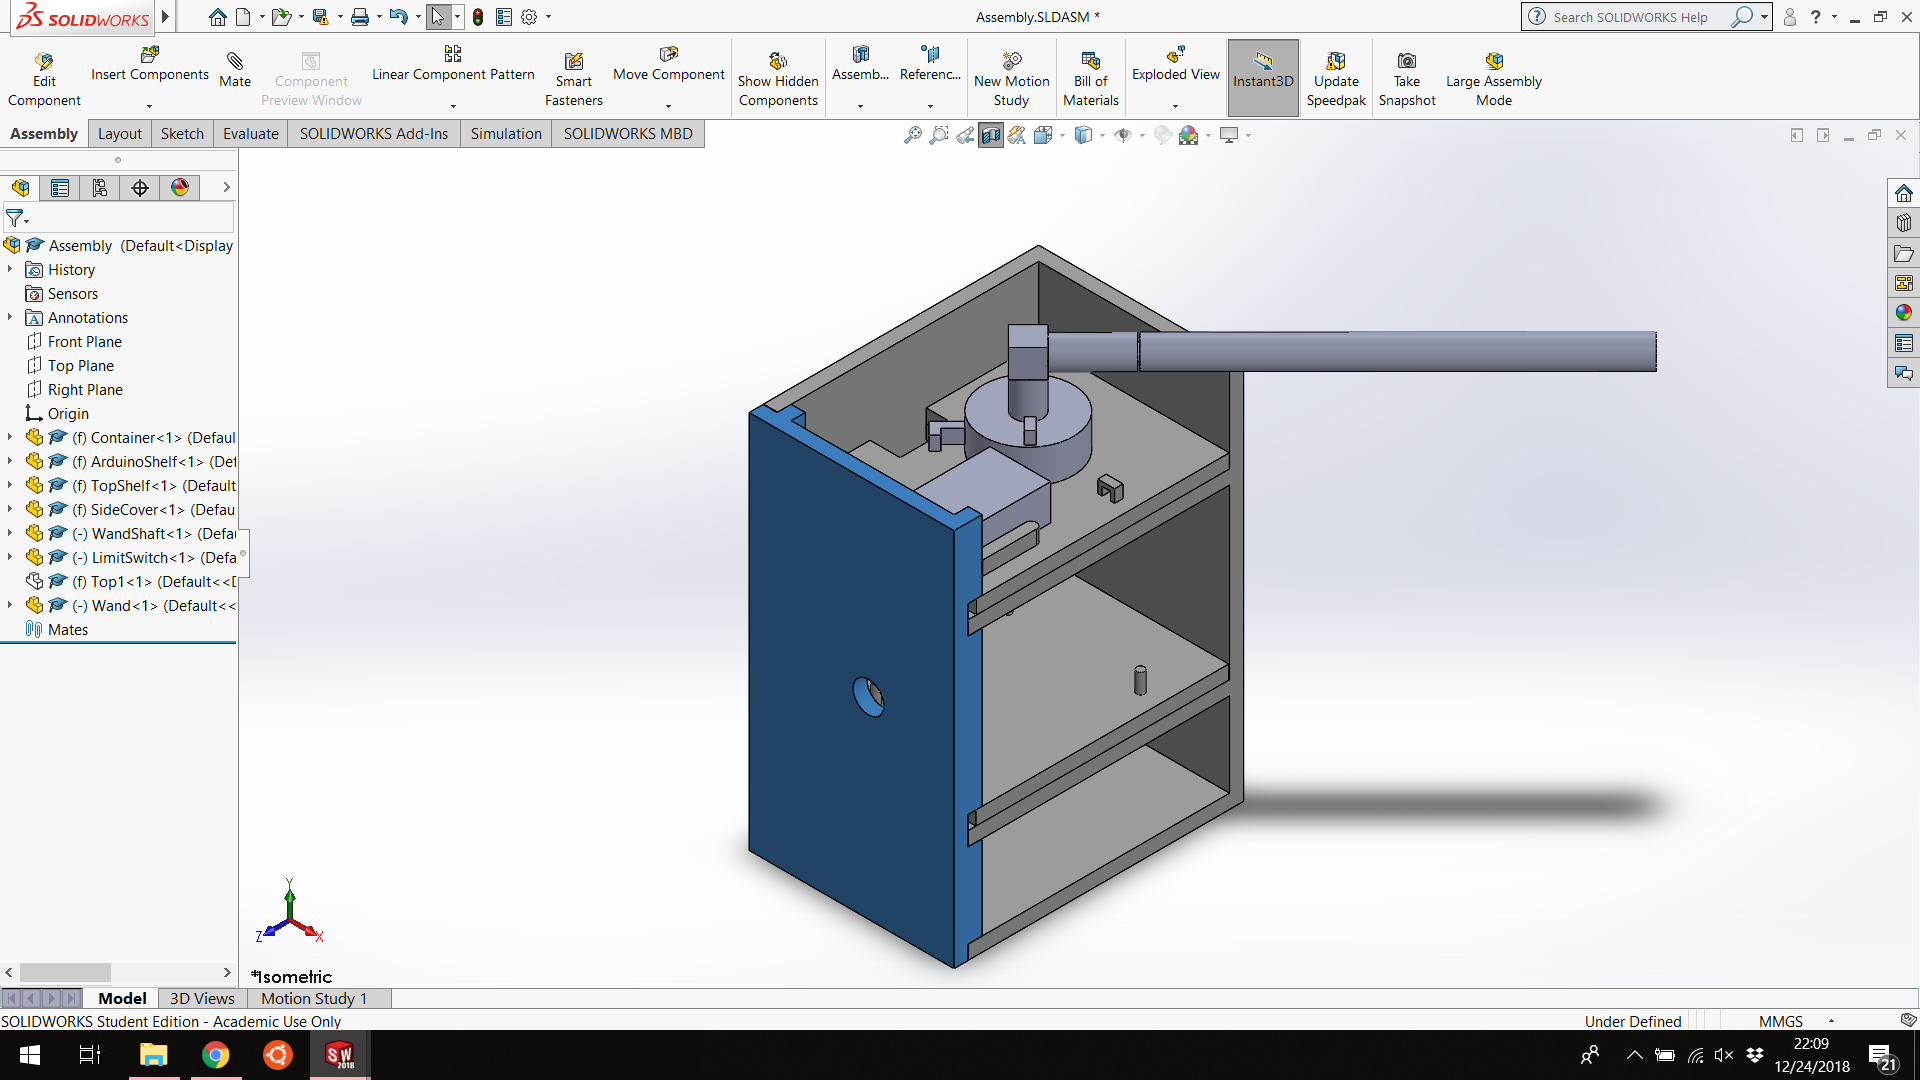 SOLIDWORKS
Assembly.SLDASM *
Search SOLIDWORKS Help
Edit Component
Insert Components
Mate
Component Preview Window
Linear Component Pattern
Smart Fasteners
Move Component
Show Hidden Components
Assemb...
Referenc...
New Motion Study
Bill of Materials
Exploded View
Instant3D
Update Speedpak
Take Snapshot
Large Assembly Mode
Assembly
Layout
Sketch
Evaluate
SOLIDWORKS Add-Ins
Simulation
SOLIDWORKS MBD
Assembly (Default<Display
History
Sensors
A Annotations
Front Plane
Top Plane
Right Plane
Origin
(f) Container<1> (Defaul
(f) ArduinoShelf<1> (Def
(f) TopShelf<1> (Default
(f) SideCover<1> (Defau
(-) WandShaft<1> (Defa
(-) LimitSwitch<1> (Defa
(f) Top1<1> (Default<<D
(-) Wand<1> (Default<<
Mates
Y
Z
X
*Isometric
Model
3D Views
Motion Study 1
SOLIDWORKS Student Edition - Academic Use Only
Under Defined
MMGS
SW
2018
22:09
12/24/2018
21